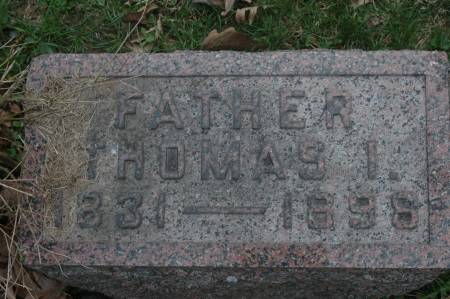 FATHER
THOMAS I.
1831 — 1898